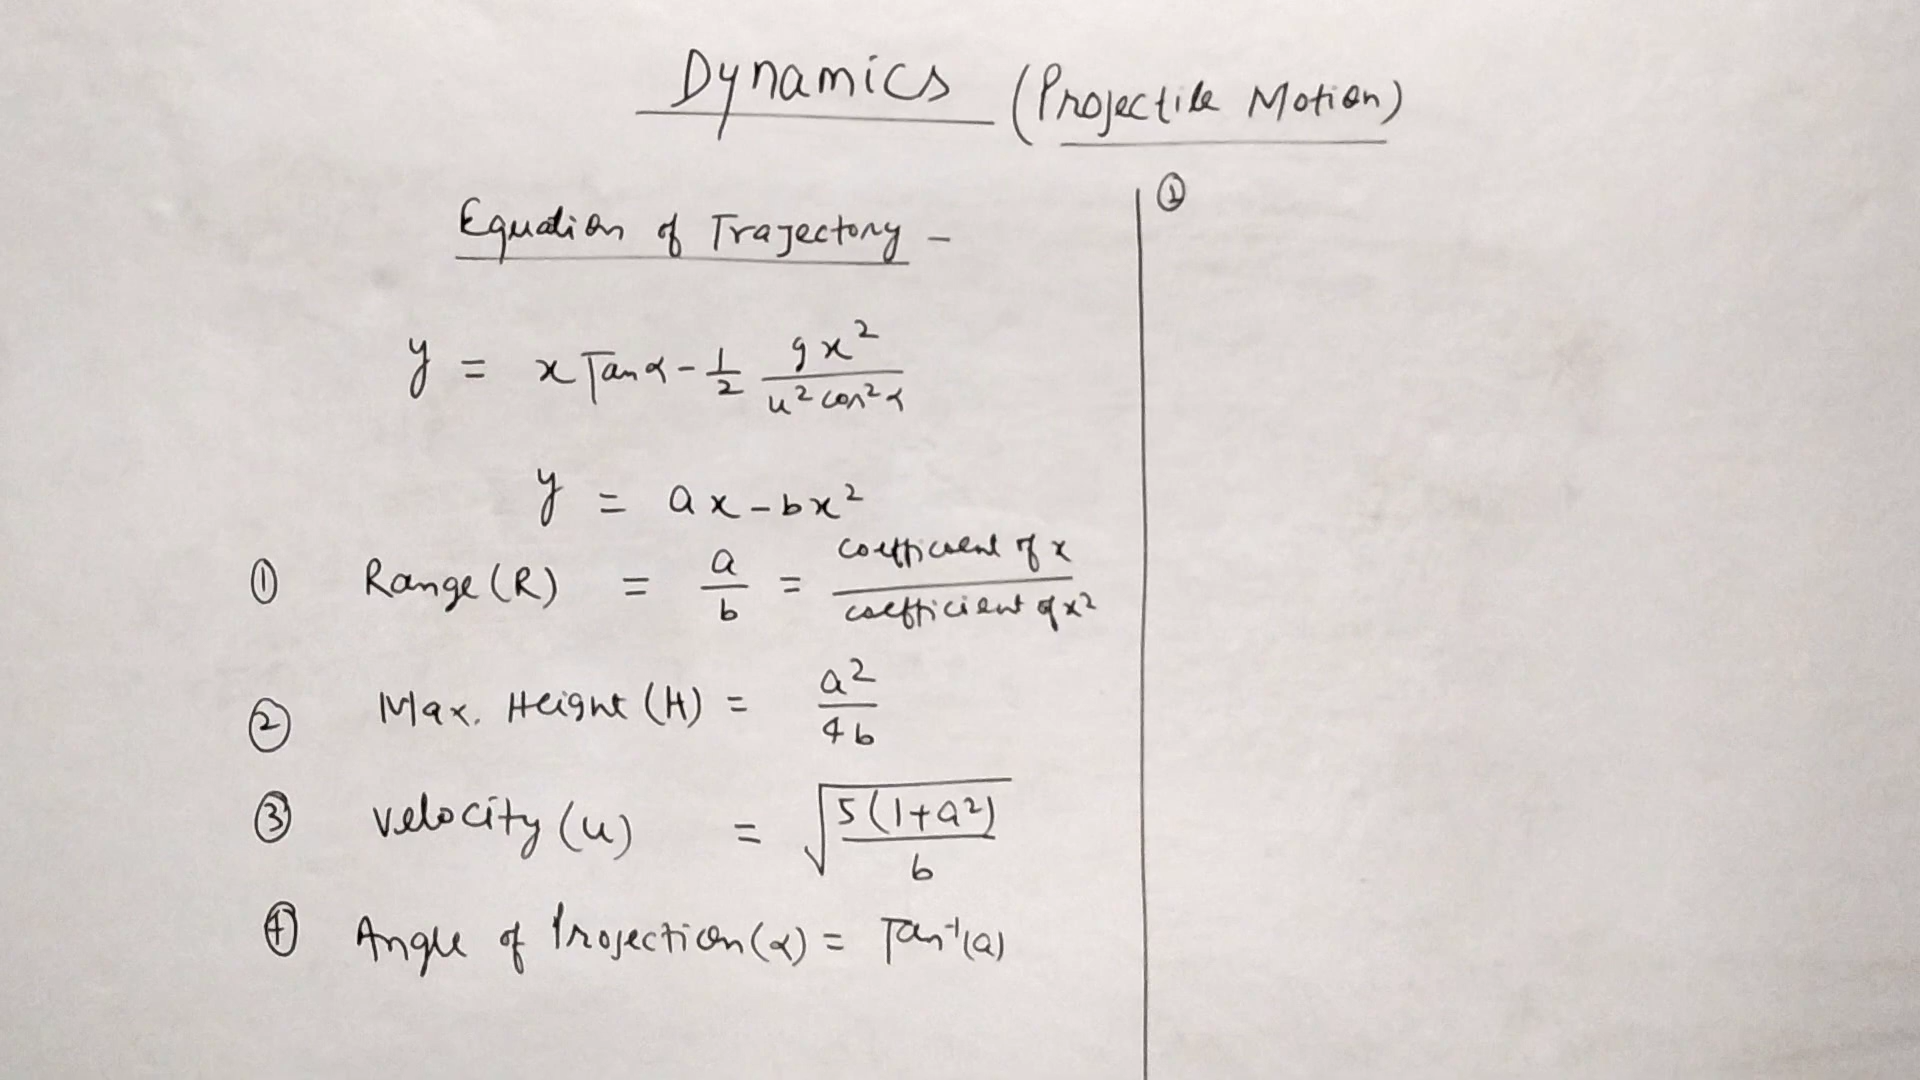 Dynamics (Projectile Motion)
Equation of Trajectory -
y = x Tanα - 1/2 gx²/u²cos²α
y = ax - bx²
① Range (R) = a/b = coefficient of x/coefficient of x²
② Max. Height (H) = a²/4b
③ velocity (u) = √(5(1+a²)/b)
④ Angle of Projection (α) = Tan⁻¹(a)
①